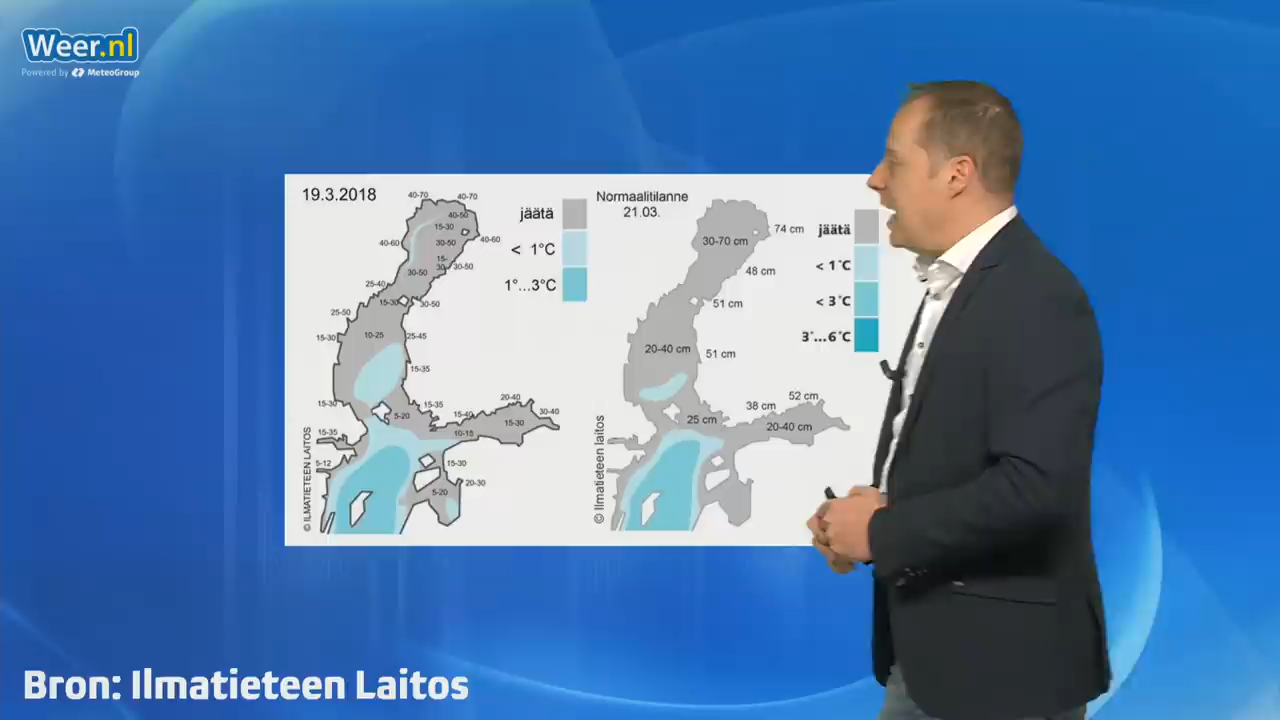 Weer.nl
Powered by MeteoGroup
19.3.2018
jäätä
< 1°C
1°...3°C
40-70
40-70
40-50
15-30
40-60
30-50
40-60
15-
30
30-50
30-50
25-40
15-30
30-50
25-50
15-30
10-25
25-45
15-35
15-30
5-20
15-35
15-40
20-40
30-40
15-30
10-15
15-35
5-12
15-30
20-30
5-20
© ILMATIETEEN LAITOS
Normaalitilanne
21.03.
jäätä
< 1°C
< 3°C
3°...6°C
74 cm
30-70 cm
48 cm
51 cm
20-40 cm
51 cm
52 cm
38 cm
25 cm
20-40 cm
© Ilmatieteen laitos
Bron: Ilmatieteen Laitos